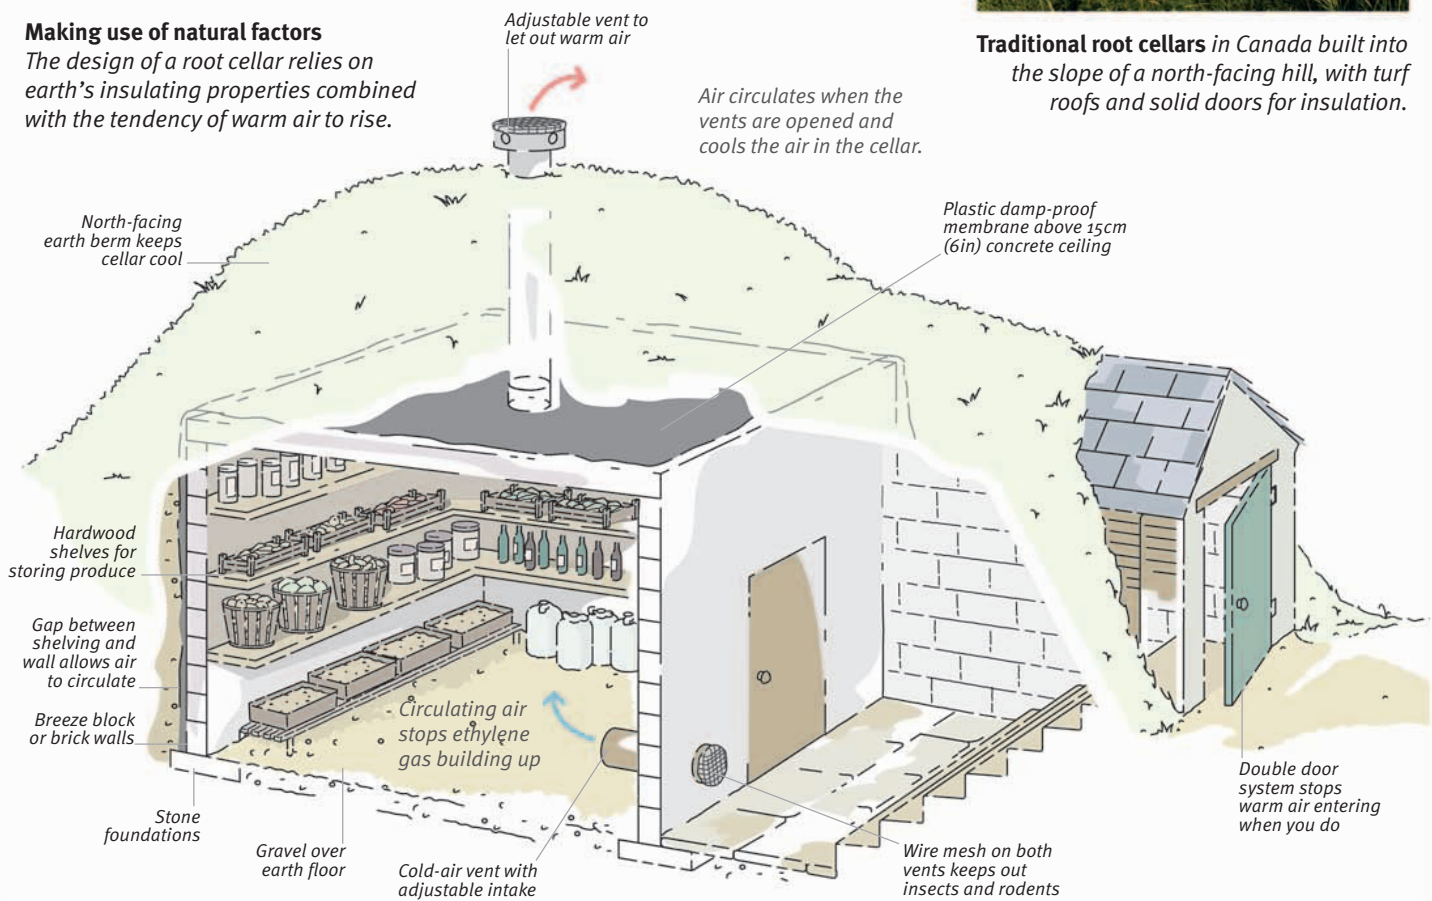 Making use of natural factors
The design of a root cellar relies on
earth's insulating properties combined
with the tendency of warm air to rise.
Adjustable vent to
let out warm air
Air circulates when the
vents are opened and
cools the air in the cellar.
Traditional root cellars in Canada built into
the slope of a north-facing hill, with turf
roofs and solid doors for insulation.
North-facing
earth berm keeps
cellar cool
Plastic damp-proof
membrane above 15cm
(6in) concrete ceiling
Hardwood
shelves for
storing produce
Gap between
shelving and
wall allows air
to circulate
Breeze block
or brick walls
Circulating air
stops ethylene
gas building up
Stone
foundations
Gravel over
earth floor
Cold-air vent with
adjustable intake
Wire mesh on both
vents keeps out
insects and rodents
Double door
system stops
warm air entering
when you do